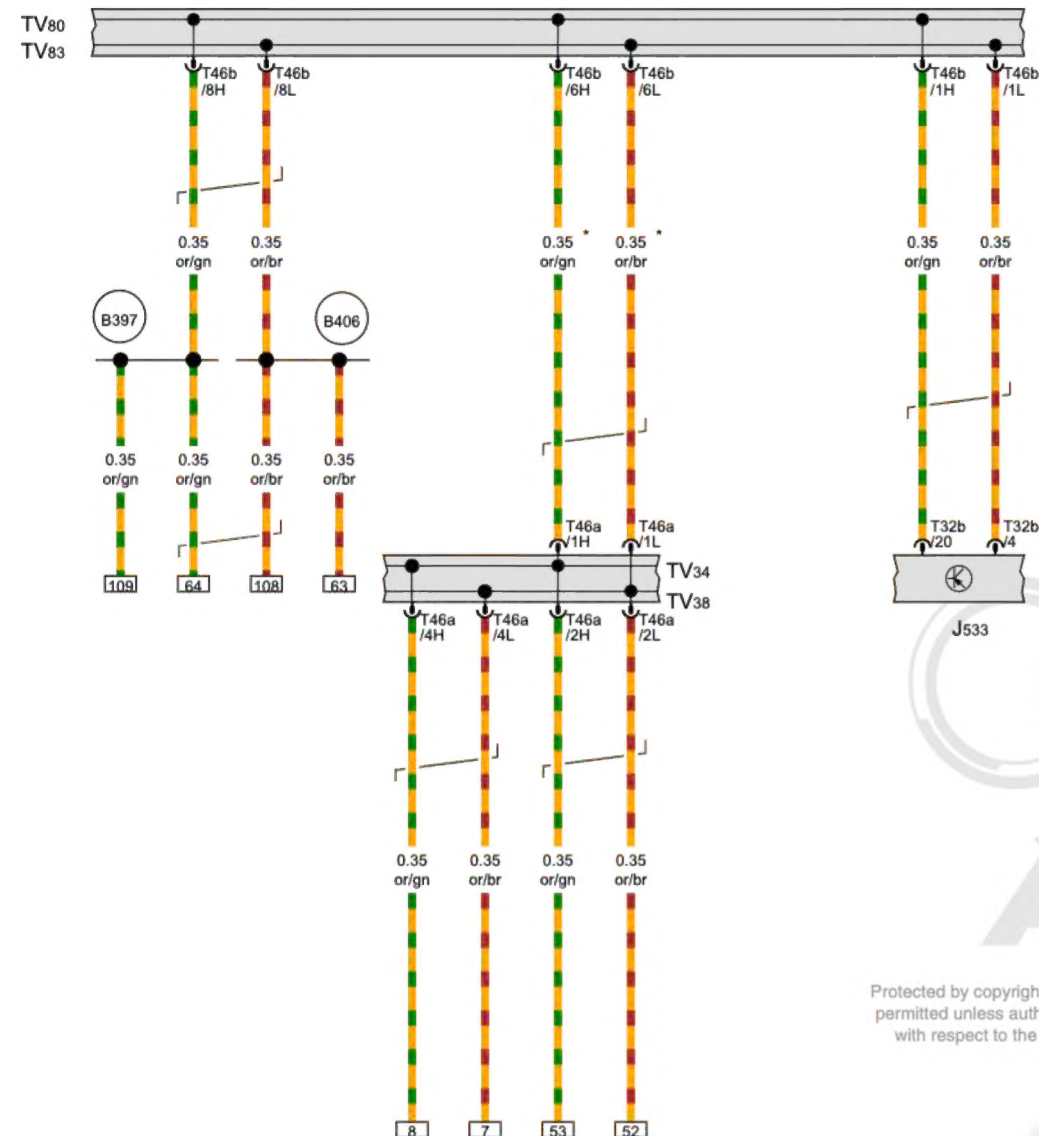 TV80
TV83
T46b T46b T46b T46b T46b T46b
/8H /8L /6H /6L /1H /1L
0.35 0.35 0.35 * 0.35 * 0.35 0.35
or/gn or/br or/gn or/br or/gn or/br
B397 B406
0.35 0.35 0.35 0.35
or/gn or/gn or/br or/br
T46a T46a T32b T32b
/1H /1L /20 /4
109 64 108 63
TV34
TV38
T46a T46a T46a T46a
/4H /4L /2H /2L
J533
0.35 0.35 0.35 0.35
or/gn or/br or/gn or/br
Protected by copyrigh
permitted unless auth
with respect to the
8 7 53 52